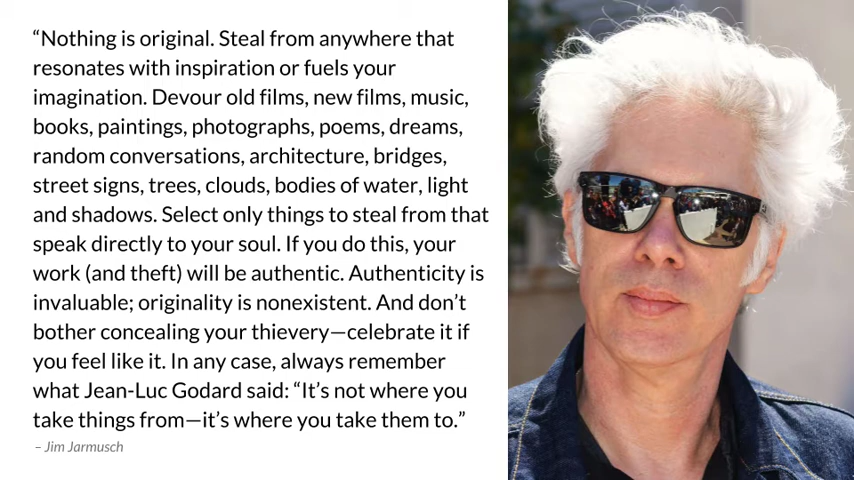 “Nothing is original. Steal from anywhere that
resonates with inspiration or fuels your
imagination. Devour old films, new films, music,
books, paintings, photographs, poems, dreams,
random conversations, architecture, bridges,
street signs, trees, clouds, bodies of water, light
and shadows. Select only things to steal from that
speak directly to your soul. If you do this, your
work (and theft) will be authentic. Authenticity is
invaluable; originality is nonexistent. And don’t
bother concealing your thievery—celebrate it if
you feel like it. In any case, always remember
what Jean-Luc Godard said: “It’s not where you
take things from—it’s where you take them to.”
– Jim Jarmusch